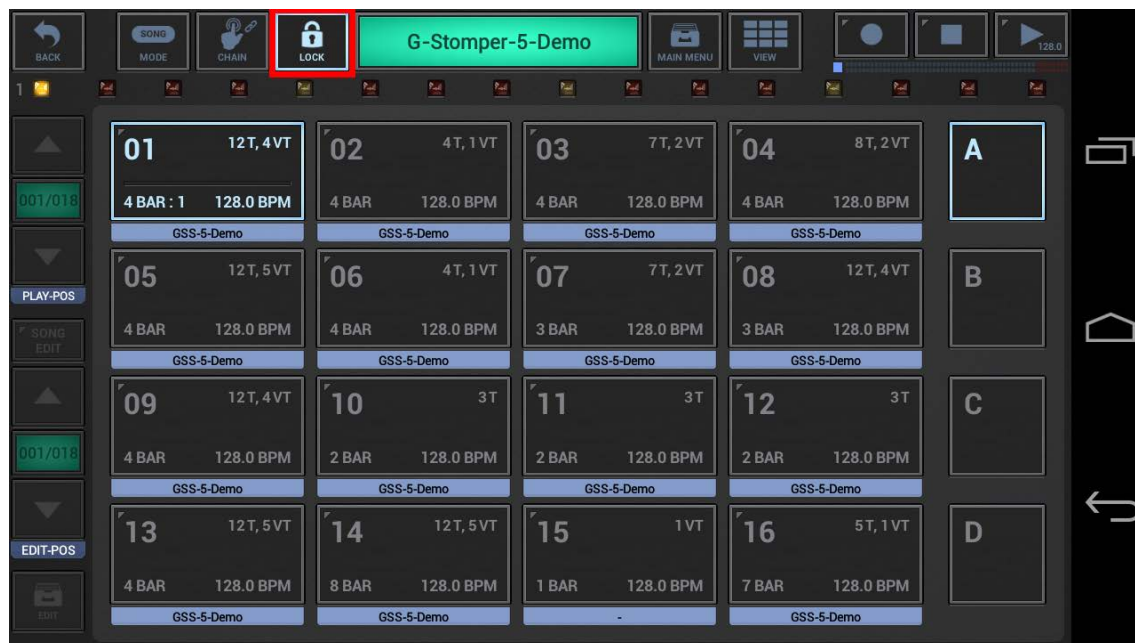 BACK
SONG
MODE
CHAIN
LOCK
G-Stomper-5-Demo
MAIN MENU
VIEW
128.0
1
01 12T, 4VT
4 BAR : 1 128.0 BPM
GSS-5-Demo
02 4T, 1VT
4 BAR 128.0 BPM
GSS-5-Demo
03 7T, 2VT
4 BAR 128.0 BPM
GSS-5-Demo
04 8T, 2VT
4 BAR 128.0 BPM
GSS-5-Demo
A
001/018
PLAY-POS
05 12T, 5VT
4 BAR 128.0 BPM
GSS-5-Demo
06 4T, 1VT
4 BAR 128.0 BPM
GSS-5-Demo
07 7T, 2VT
3 BAR 128.0 BPM
GSS-5-Demo
08 12T, 4VT
3 BAR 128.0 BPM
GSS-5-Demo
B
SONG
EDIT
09 12T, 4VT
4 BAR 128.0 BPM
GSS-5-Demo
10 3T
2 BAR 128.0 BPM
GSS-5-Demo
11 3T
2 BAR 128.0 BPM
GSS-5-Demo
12 3T
2 BAR 128.0 BPM
GSS-5-Demo
C
001/018
EDIT-POS
13 12T, 5VT
4 BAR 128.0 BPM
GSS-5-Demo
14 12T, 5VT
8 BAR 128.0 BPM
GSS-5-Demo
15 1VT
1 BAR 128.0 BPM
-
16 5T, 1VT
7 BAR 128.0 BPM
GSS-5-Demo
D
EDIT